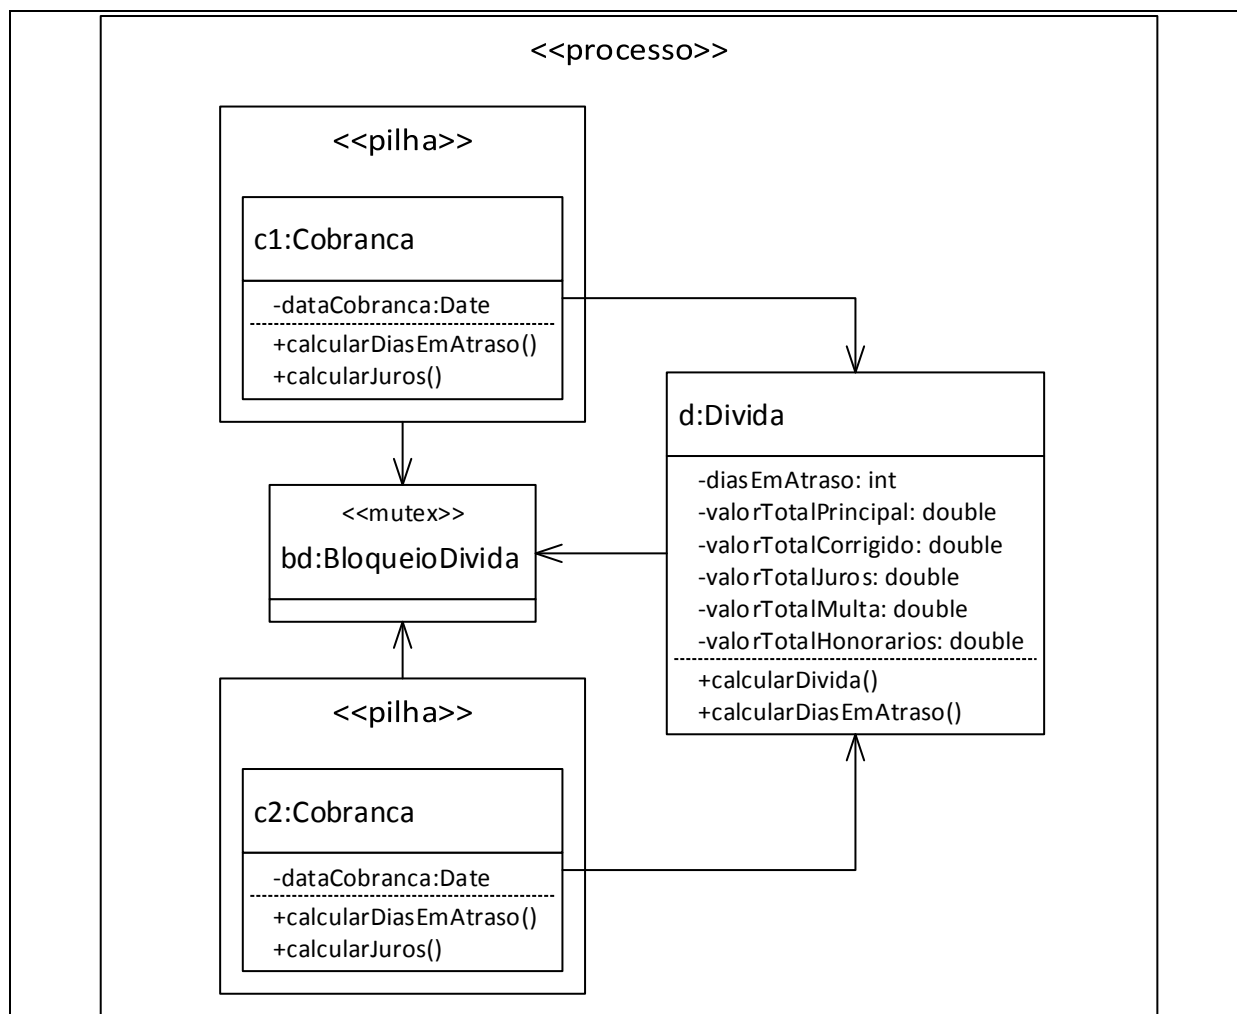 <<processo>>
<<pilha>>
c1:Cobranca
-dataCobranca:Date
+calcularDiasEmAtraso()
+calcularJuros()
d:Divida
-diasEmAtraso: int
-valorTotalPrincipal: double
-valorTotalCorrigido: double
-valorTotalJuros: double
-valorTotalMulta: double
-valorTotalHonorarios: double
+calcularDivida()
+calcularDiasEmAtraso()
<<mutex>>
bd:BloqueioDivida
<<pilha>>
c2:Cobranca
-dataCobranca:Date
+calcularDiasEmAtraso()
+calcularJuros()